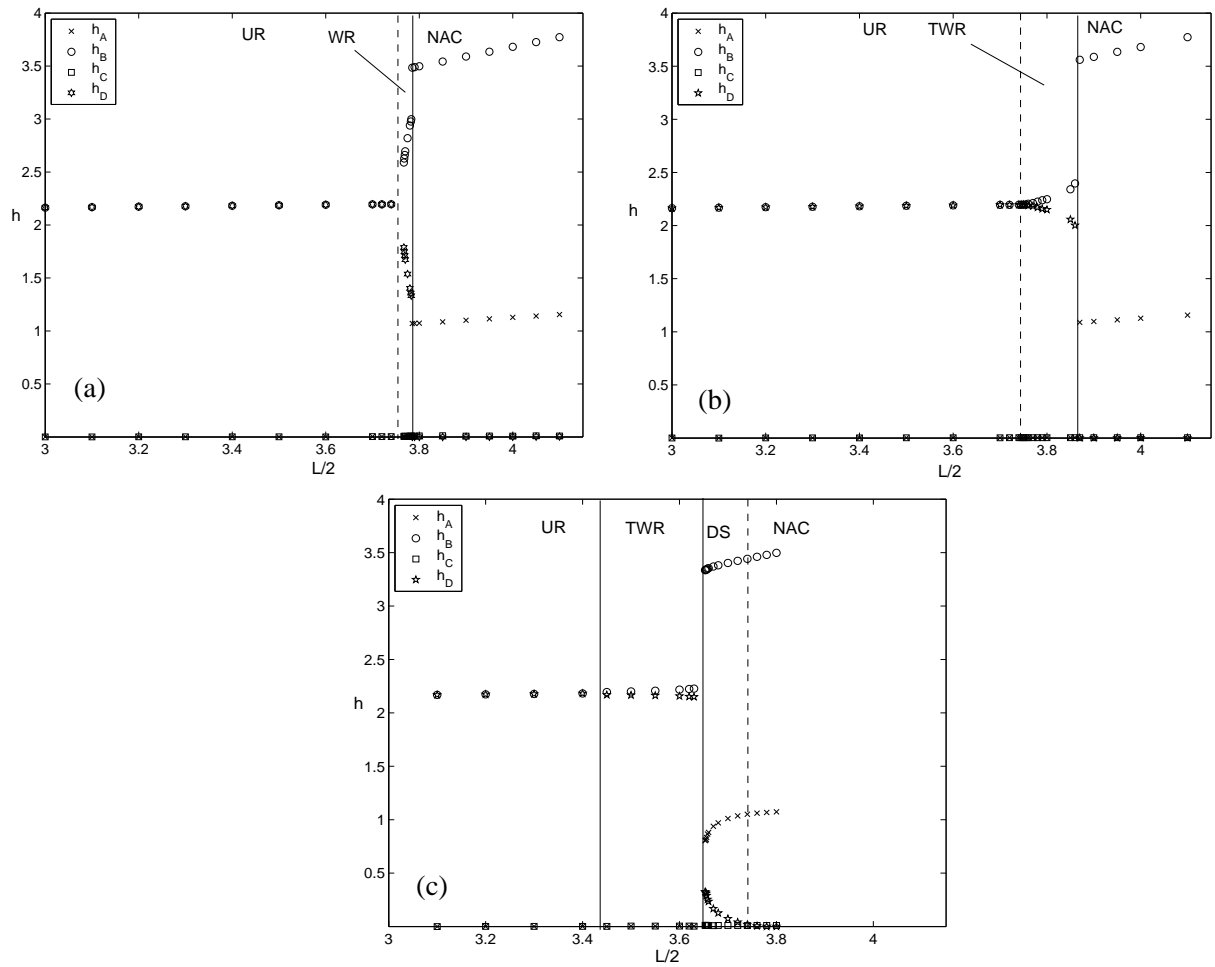 h_A
h_B
h_C
h_D
UR
WR
NAC
4
3.5
3
2.5
2
1.5
1
0.5
h
(a)
3
3.2
3.4
3.6
3.8
4
L/2
h_A
h_B
h_C
h_D
UR
TWR
NAC
4
3.5
3
2.5
2
1.5
1
0.5
h
(b)
3
3.2
3.4
3.6
3.8
4
L/2
h_A
h_B
h_C
h_D
UR
TWR
DS
NAC
4
3.5
3
2.5
2
1.5
1
0.5
h
(c)
3
3.2
3.4
3.6
3.8
4
L/2